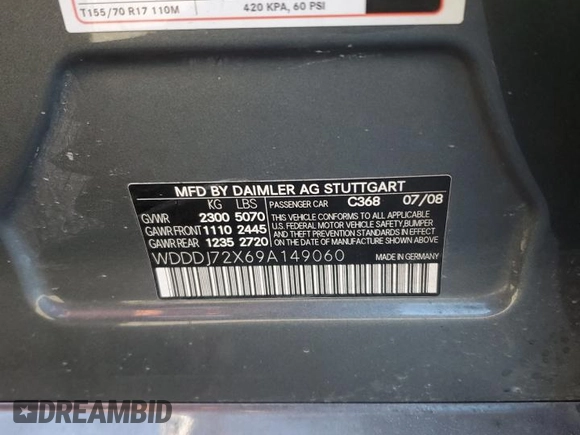 T155/70 R17 110M 420 KPA, 60 PSI
MFD BY DAIMLER AG STUTTGART
KG LBS PASSENGER CAR C368 07/08
GVWR 2300 5070 THIS VEHICLE CONFORMS TO ALL APPLICABLE
GAWR FRONT 1110 2445 U.S. FEDERAL MOTOR VEHICLE SAFETY, BUMPER,
GAWR REAR 1235 2720 AND THEFT PREVENTION STANDARDS IN EFFECT ON THE DATE OF MANUFACTURE SHOWN ABOVE.
WDDDJ72X69A149060 MADE IN GERMANY
DREAMBID